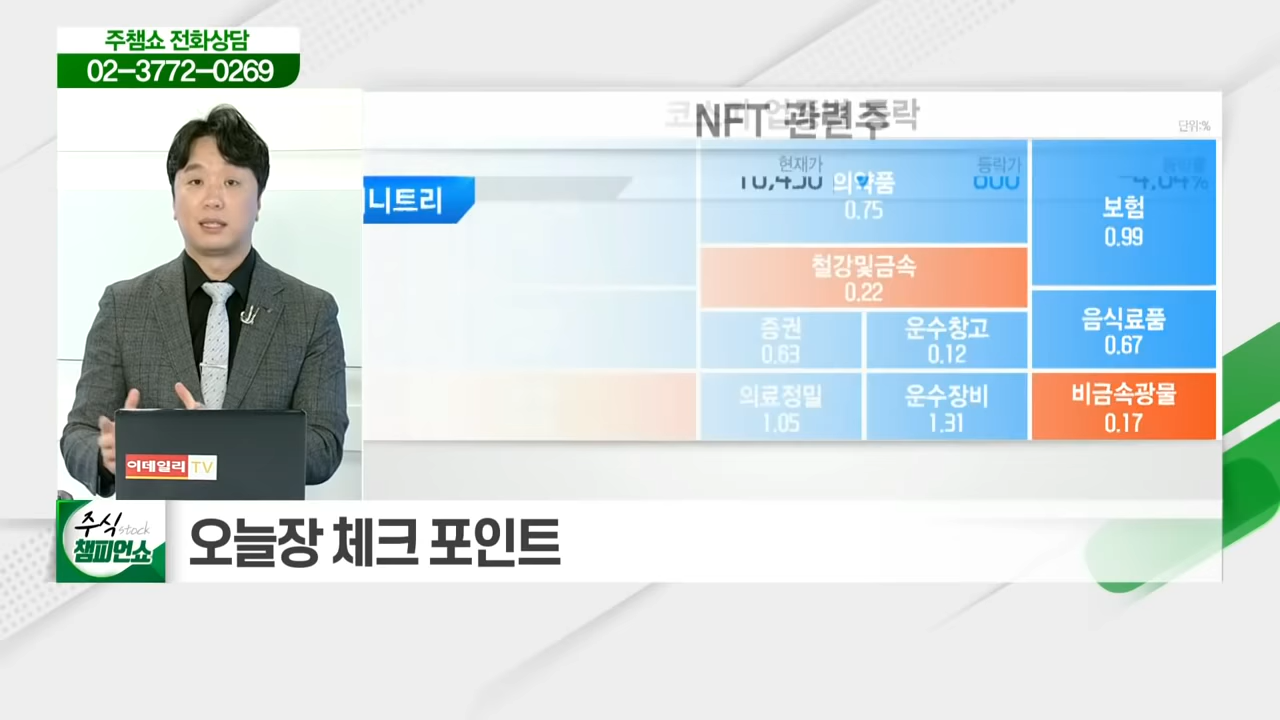 주챔쇼 전화상담
02-3772-0269
NFT 관련주
단위:%
현재가
등락가
니트리
의약품
0.75
보험
0.99
철강및금속
0.22
증권
0.63
운수창고
0.12
음식료품
0.67
의료정밀
1.05
운수장비
1.31
비금속광물
0.17
이데일리TV
주식
stock
챔피언쇼
오늘장 체크 포인트